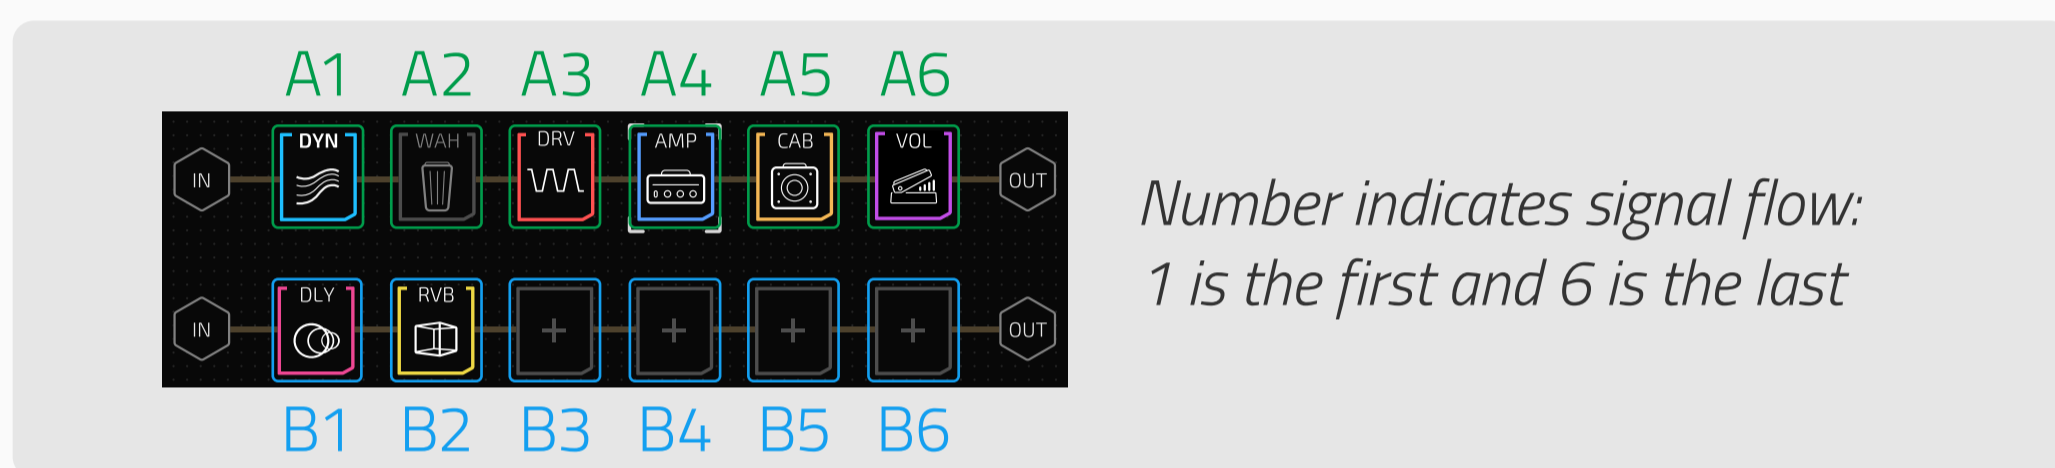 A1 A2 A3 A4 A5 A6
IN DYN WAH DRV AMP CAB VOL OUT
Number indicates signal flow:
1 is the first and 6 is the last
IN DLY RVB + + + + OUT
B1 B2 B3 B4 B5 B6